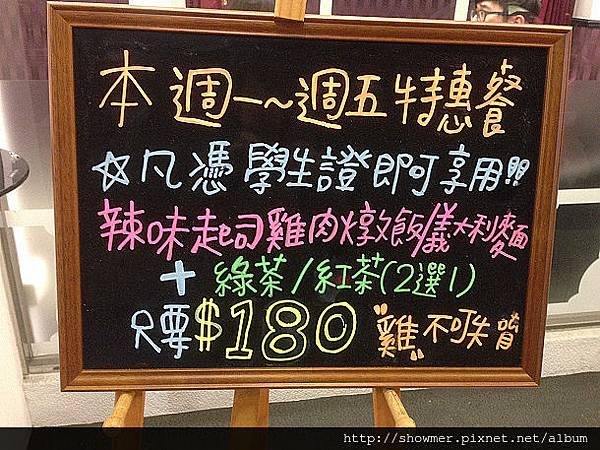 本週一~週五特惠餐
☆凡憑學生證即可享用!!!
辣味起司雞肉燉飯/義大利麵
+綠茶/紅茶(2選1)
只要$180 "雞"不可失
http://showmer.pixnet.net/album